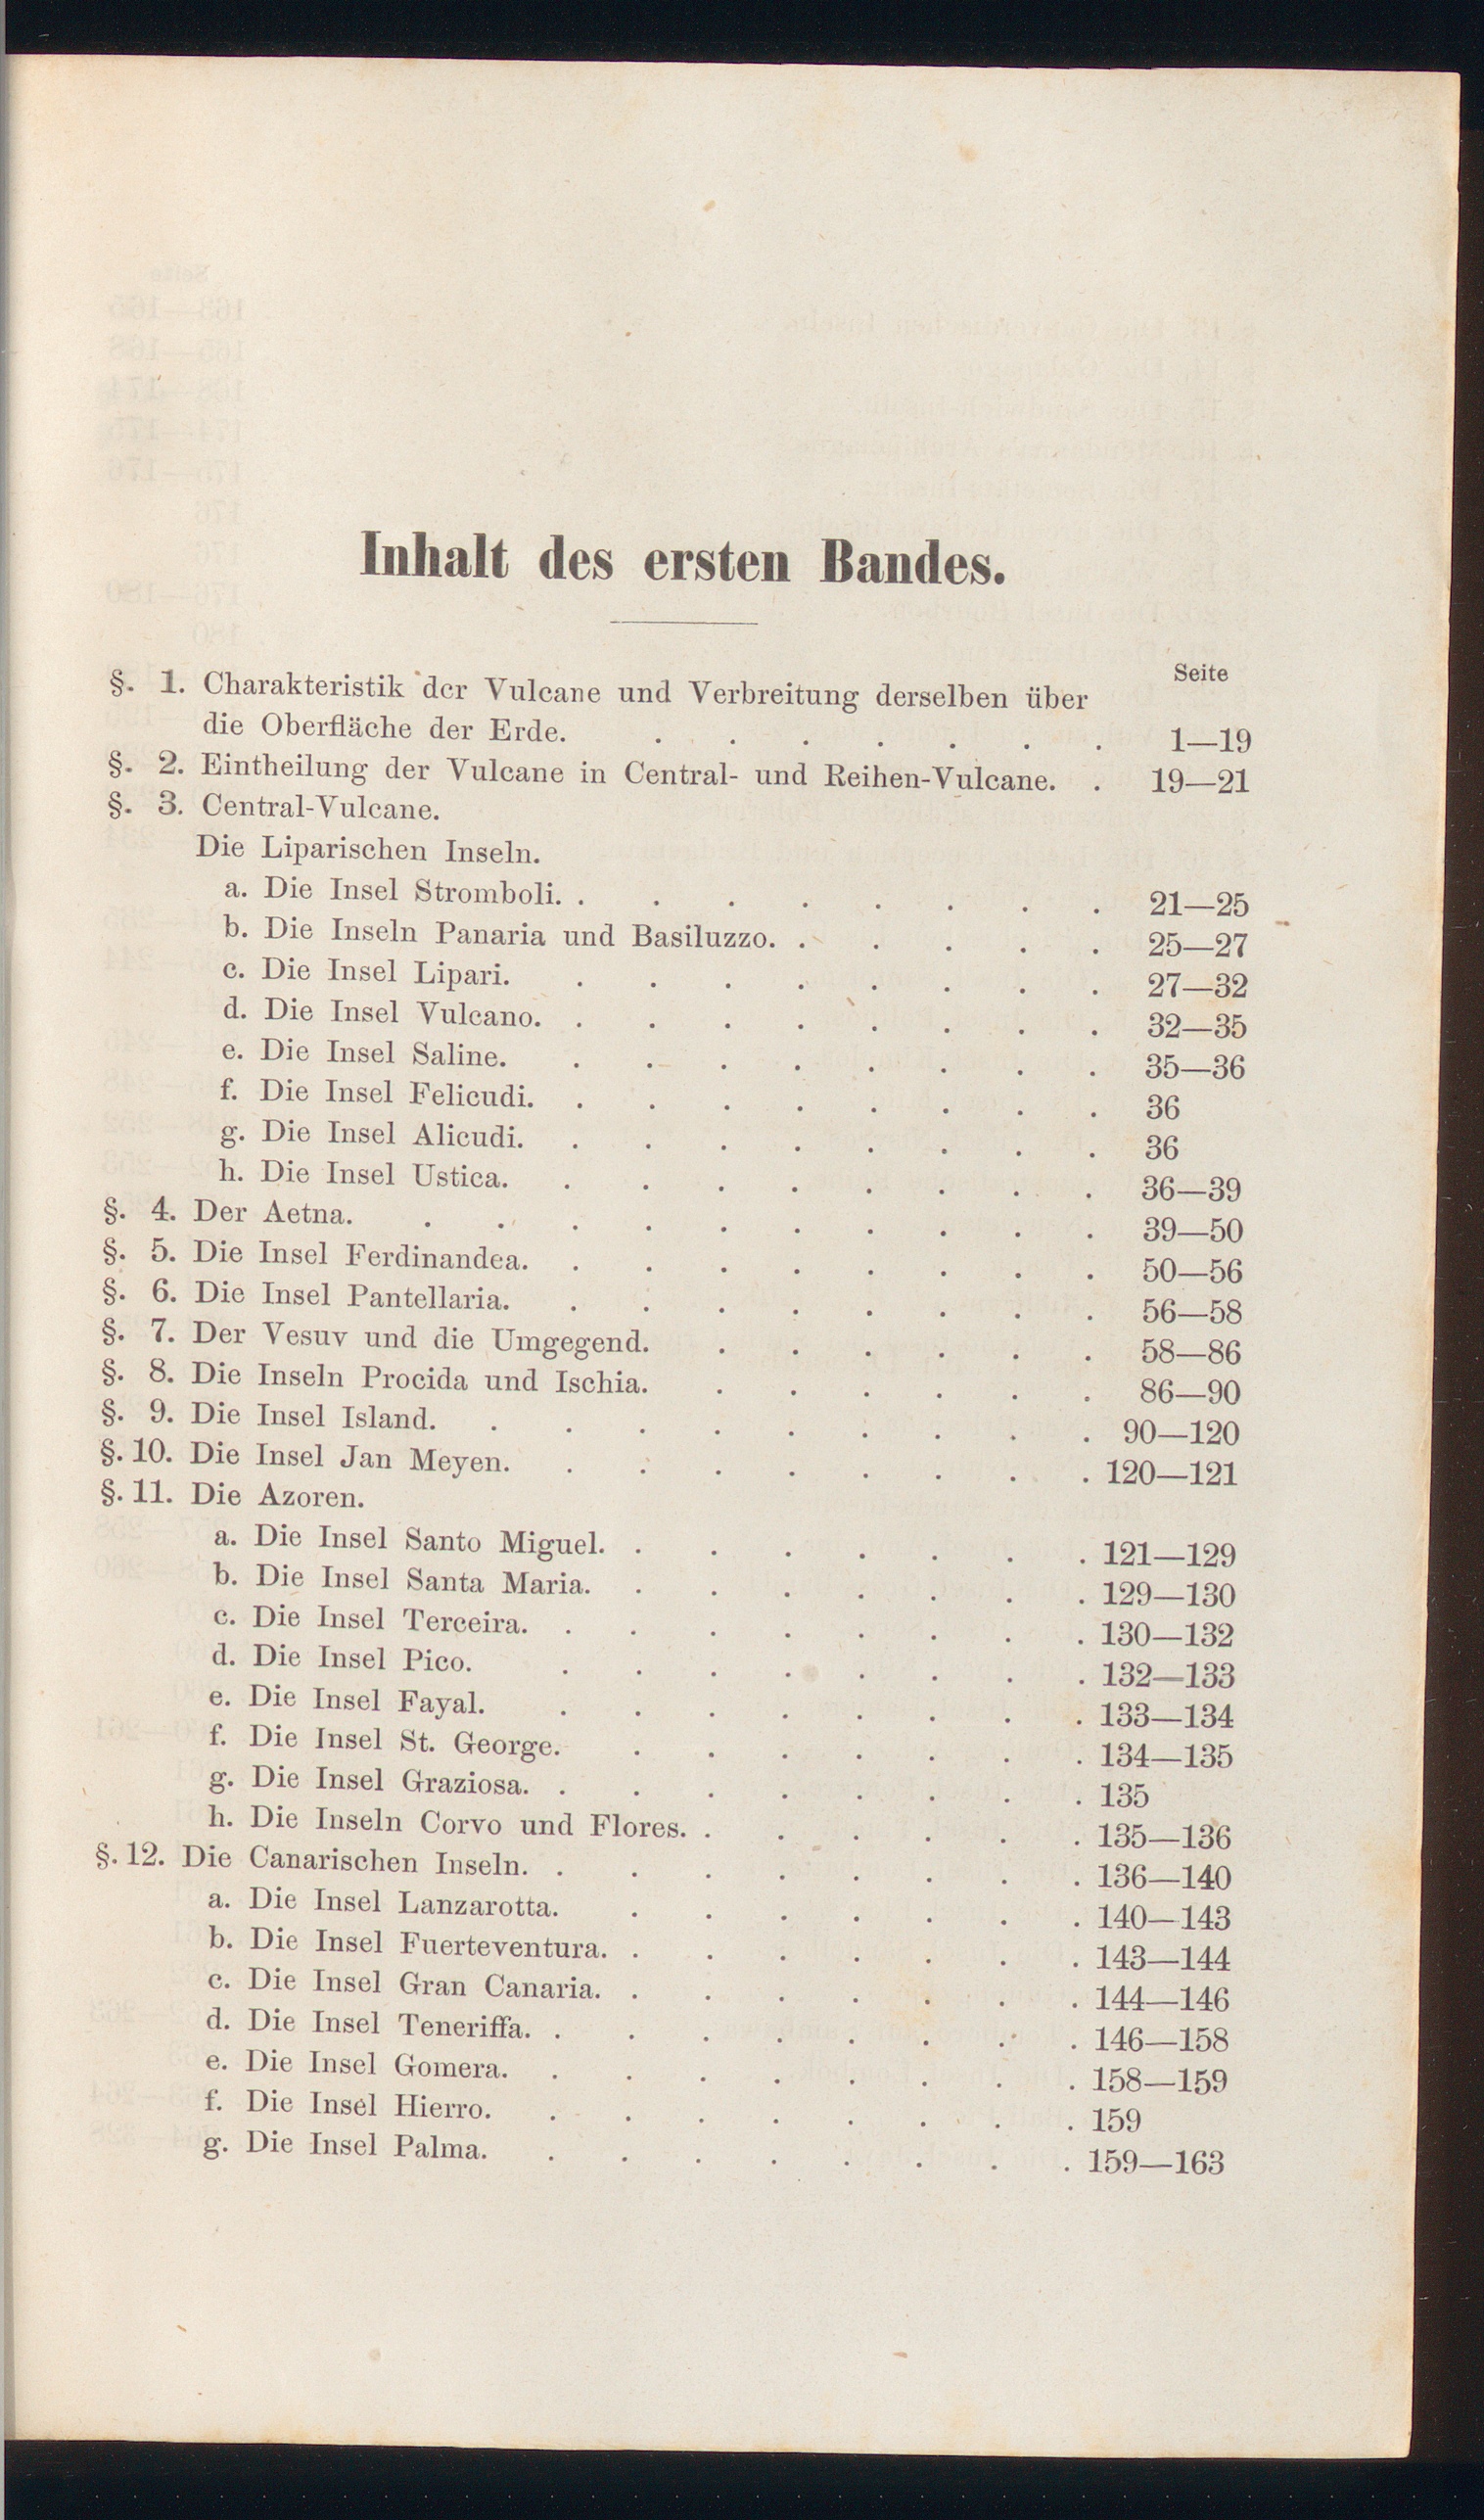 Inhalt des ersten Bandes.
Seite
§. 1. Charakteristik der Vulcane und Verbreitung derselben über
die Oberfläche der Erde. . . . . . . . 1—19
§. 2. Eintheilung der Vulcane in Central- und Reihen-Vulcane. . 19—21
§. 3. Central-Vulcane.
Die Liparischen Inseln.
a. Die Insel Stromboli. . . . . . . . . 21—25
b. Die Inseln Panaria und Basiluzzo. . . . . . 25—27
c. Die Insel Lipari. . . . . . . . . 27—32
d. Die Insel Vulcano. . . . . . . . . 32—35
e. Die Insel Saline. . . . . . . . . 35—36
f. Die Insel Felicudi. . . . . . . . . 36
g. Die Insel Alicudi. . . . . . . . . 36
h. Die Insel Ustica. . . . . . . . . 36—39
§. 4. Der Aetna. . . . . . . . . . . 39—50
§. 5. Die Insel Ferdinandea. . . . . . . . . 50—56
§. 6. Die Insel Pantellaria. . . . . . . . . 56—58
§. 7. Der Vesuv und die Umgegend. . . . . . . 58—86
§. 8. Die Inseln Procida und Ischia. . . . . . . 86—90
§. 9. Die Insel Island. . . . . . . . . . 90—120
§. 10. Die Insel Jan Meyen. . . . . . . . . 120—121
§. 11. Die Azoren.
a. Die Insel Santo Miguel. . . . . . . . 121—129
b. Die Insel Santa Maria. . . . . . . . 129—130
c. Die Insel Terceira. . . . . . . . . 130—132
d. Die Insel Pico. . . . . . . . . 132—133
e. Die Insel Fayal. . . . . . . . . 133—134
f. Die Insel St. George. . . . . . . . 134—135
g. Die Insel Graziosa. . . . . . . . . 135
h. Die Inseln Corvo und Flores. . . . . . . 135—136
§. 12. Die Canarischen Inseln. . . . . . . . . 136—140
a. Die Insel Lanzarotta. . . . . . . . 140—143
b. Die Insel Fuerteventura. . . . . . . . 143—144
c. Die Insel Gran Canaria. . . . . . . . 144—146
d. Die Insel Teneriffa. . . . . . . . . 146—158
e. Die Insel Gomera. . . . . . . . . 158—159
f. Die Insel Hierro. . . . . . . . . 159
g. Die Insel Palma. . . . . . . . . 159—163